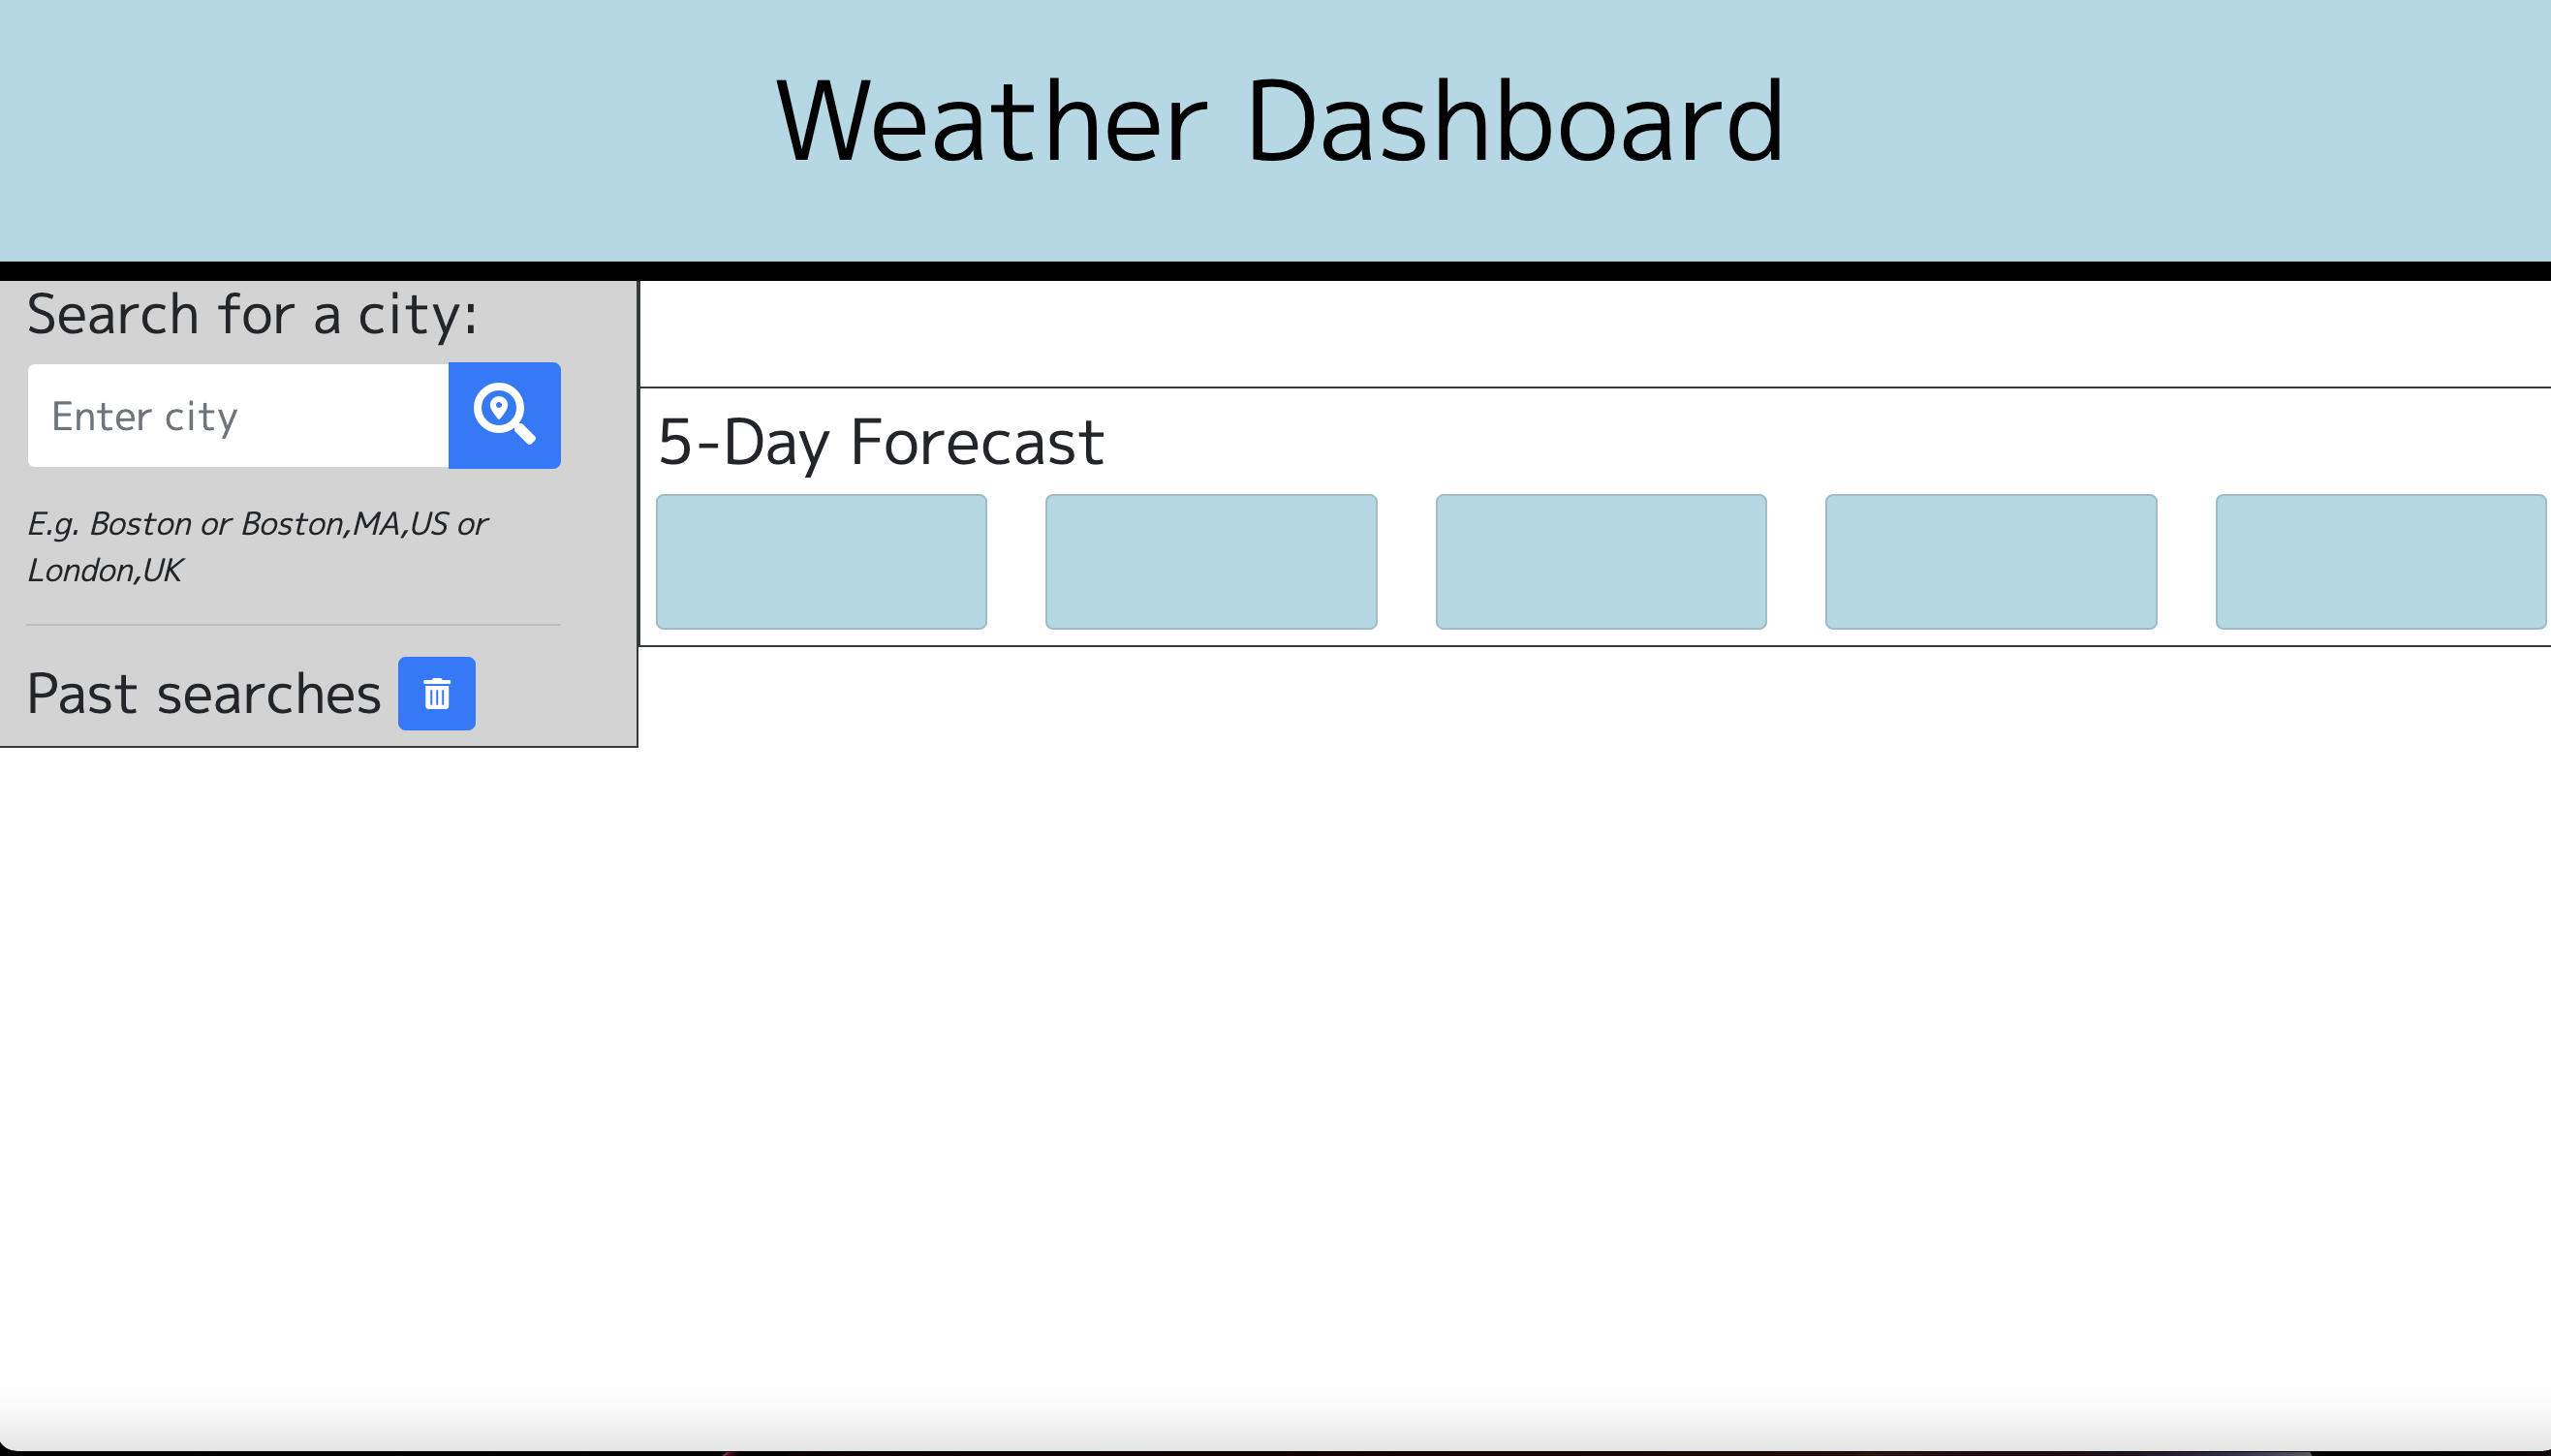 Weather Dashboard
Search for a city:
Enter city
E.g. Boston or Boston,MA,US or
London,UK
Past searches
5-Day Forecast